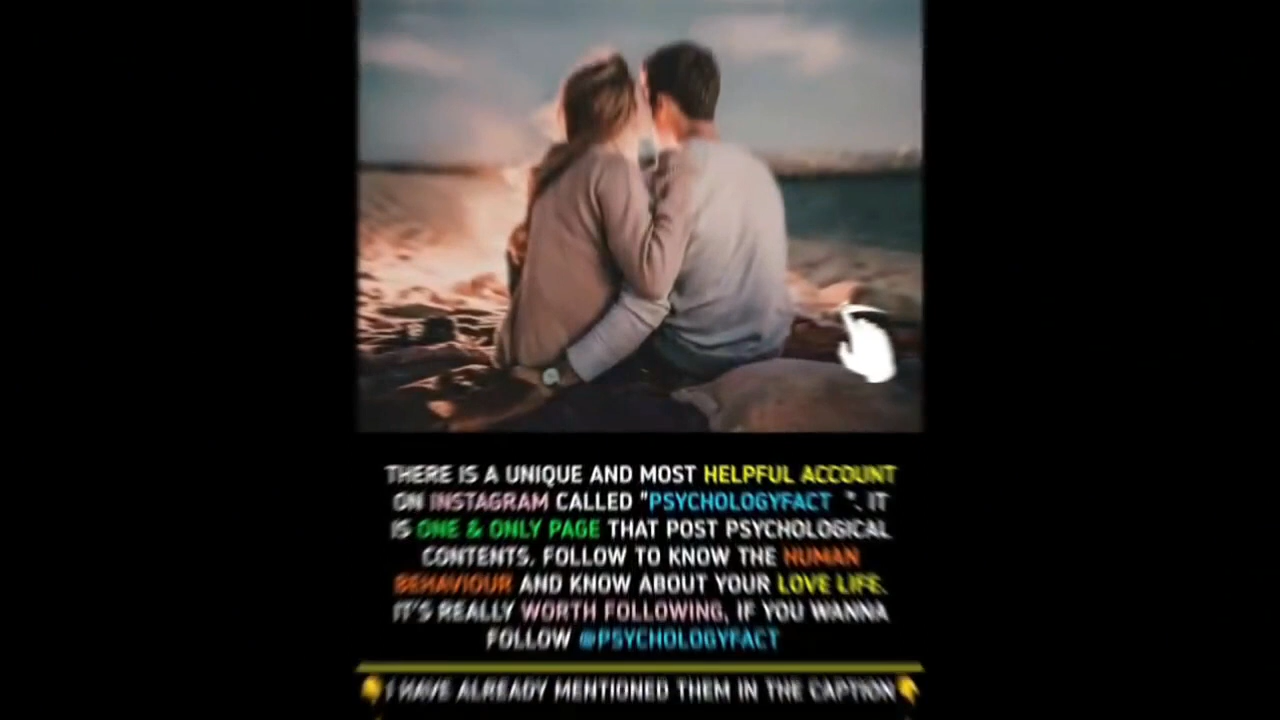 THERE IS A UNIQUE AND MOST HELPFUL ACCOUNT
ON INSTAGRAM CALLED "PSYCHOLOGYFACT ". IT
IS ONE & ONLY PAGE THAT POST PSYCHOLOGICAL
CONTENTS. FOLLOW TO KNOW THE HUMAN
BEHAVIOUR AND KNOW ABOUT YOUR LOVE LIFE.
IT'S REALLY WORTH FOLLOWING, IF YOU WANNA
FOLLOW @PSYCHOLOGYFACT
I HAVE ALREADY MENTIONED THEM IN THE CAPTION